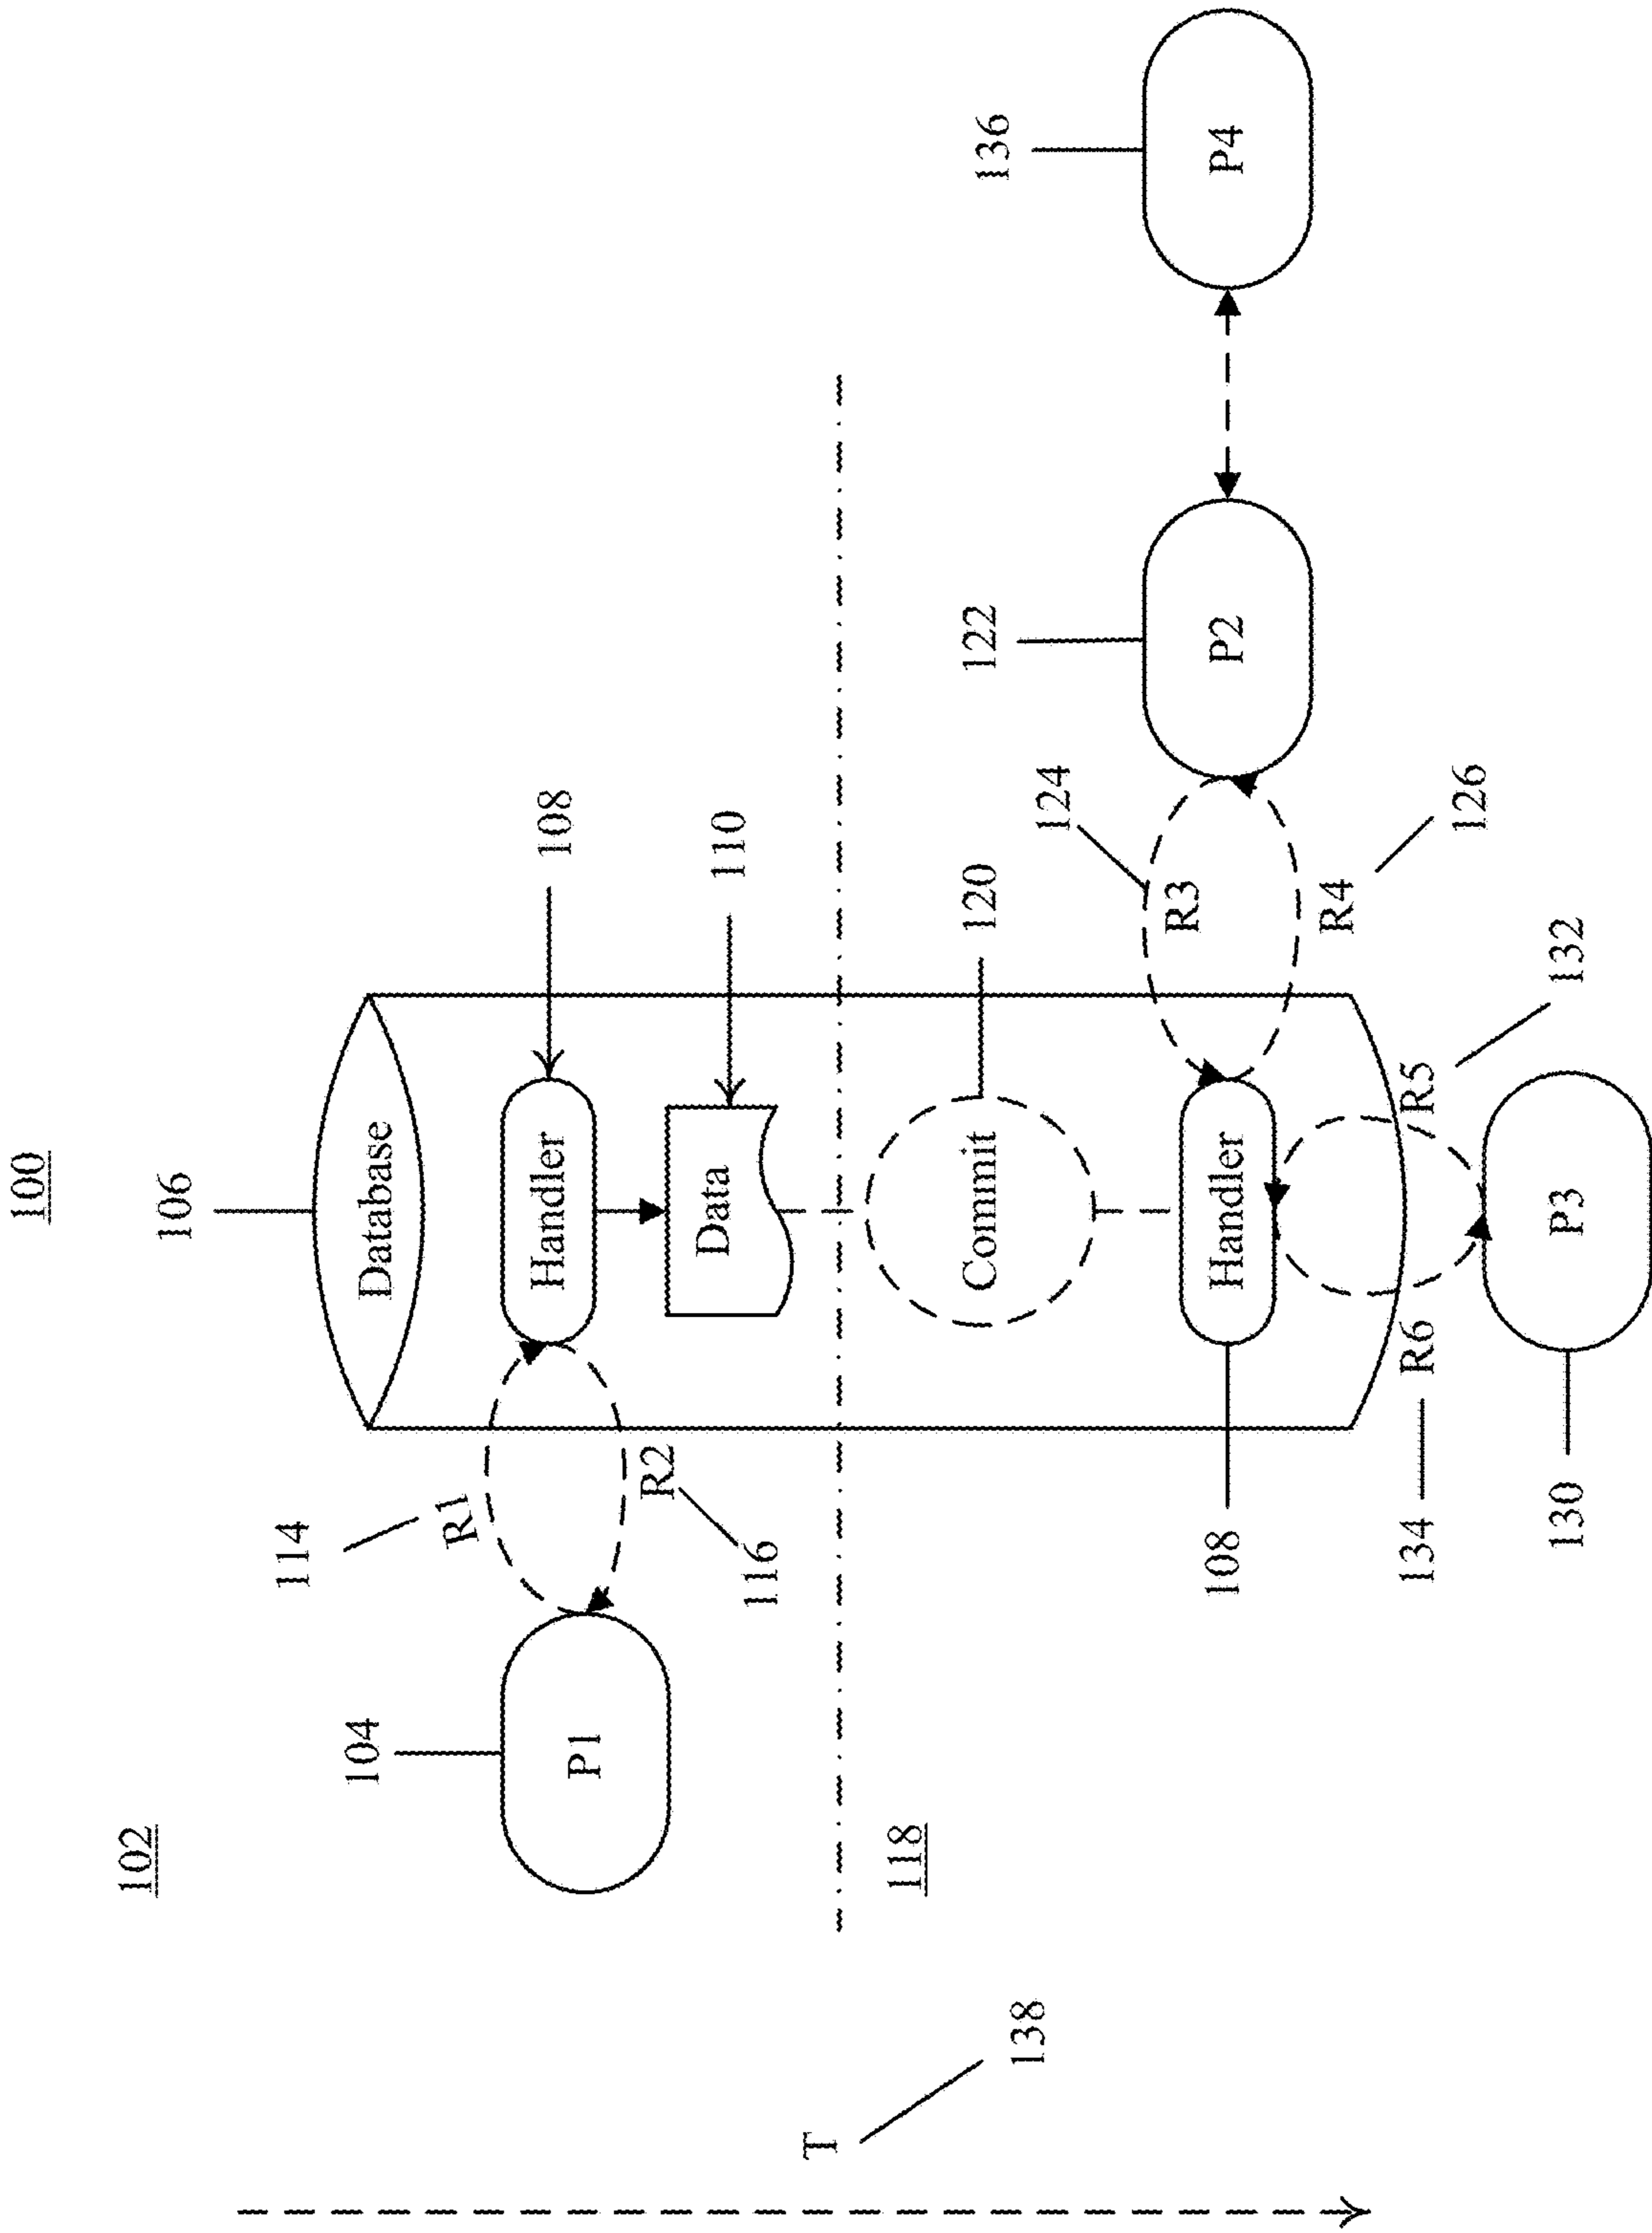 100
102
106
114
104
Database
R1
Handler
108
P1
R2
Data
110
116
T
118
Commit
120
122
136
138
124
R3
108
Handler
P2
P4
R4
134
R6
R5
126
130
P3
132